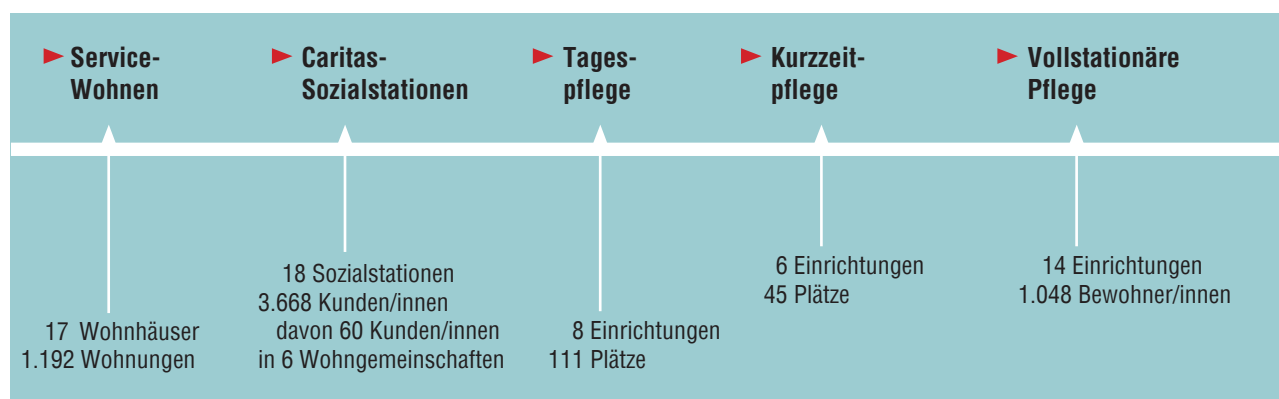 Service-
Wohnen
Caritas-
Sozialstationen
Tages-
pflege
Kurzzeit-
pflege
Vollstationäre
Pflege
17 Wohnhäuser
1.192 Wohnungen
18 Sozialstationen
3.668 Kunden/innen
davon 60 Kunden/innen
in 6 Wohngemeinschaften
8 Einrichtungen
111 Plätze
6 Einrichtungen
45 Plätze
14 Einrichtungen
1.048 Bewohner/innen